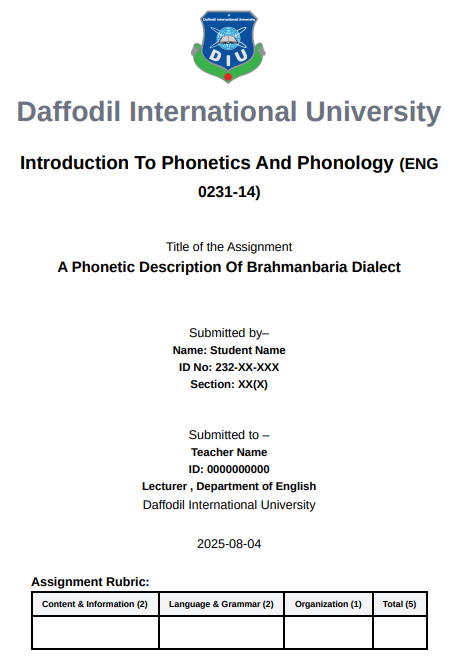 Daffodil International University
DIU
Daffodil International University
Introduction To Phonetics And Phonology (ENG
0231-14)
Title of the Assignment
A Phonetic Description Of Brahmanbaria Dialect
Submitted by–
Name: Student Name
ID No: 232-XX-XXX
Section: XX(X)
Submitted to –
Teacher Name
ID: 0000000000
Lecturer , Department of English
Daffodil International University
2025-08-04
Assignment Rubric:
Content & Information (2) Language & Grammar (2) Organization (1) Total (5)